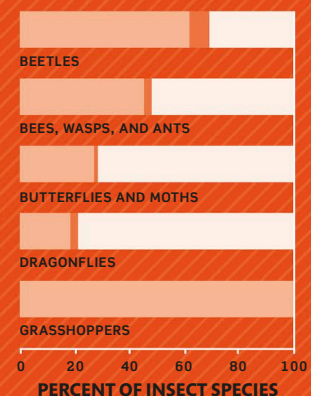 BEETLES
BEES, WASPS, AND ANTS
BUTTERFLIES AND MOTHS
DRAGONFLIES
GRASSHOPPERS
0 20 40 60 80 100
PERCENT OF INSECT SPECIES